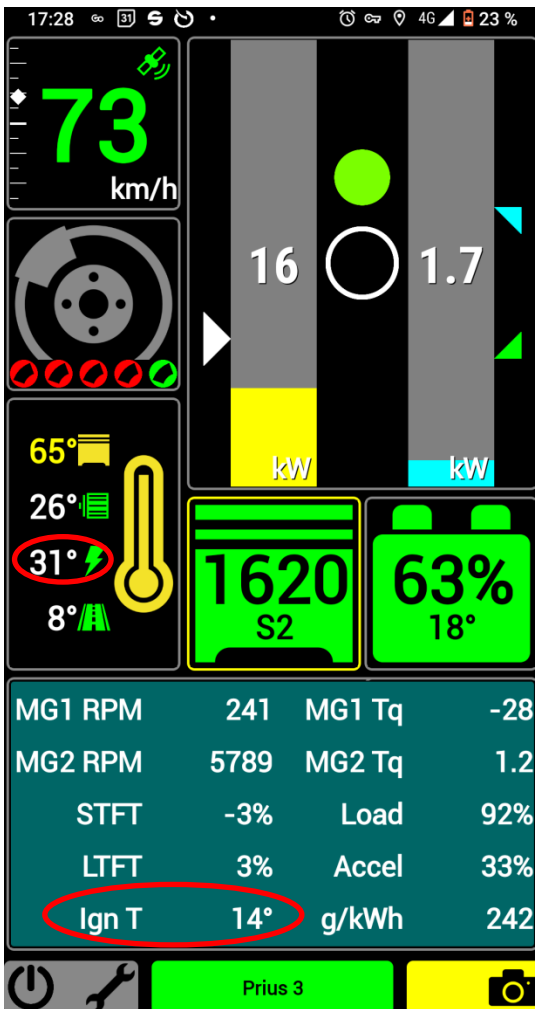 17:28 31 4G 23 %
73
km/h
16 1.7
kW kW
65°
26°
31°
8°
1620
S2
63%
18°
MG1 RPM 241 MG1 Tq -28
MG2 RPM 5789 MG2 Tq 1.2
STFT -3% Load 92%
LTFT 3% Accel 33%
Ign T 14° g/kWh 242
Prius 3